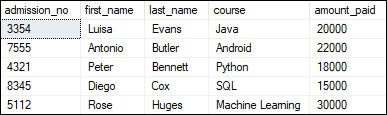 admission_no first_name last_name course amount_paid
3354 Luisa Evans Java 20000
7555 Antonio Butler Android 22000
4321 Peter Bennett Python 18000
8345 Diego Cox SQL 15000
5112 Rose Huges Machine Learning 30000